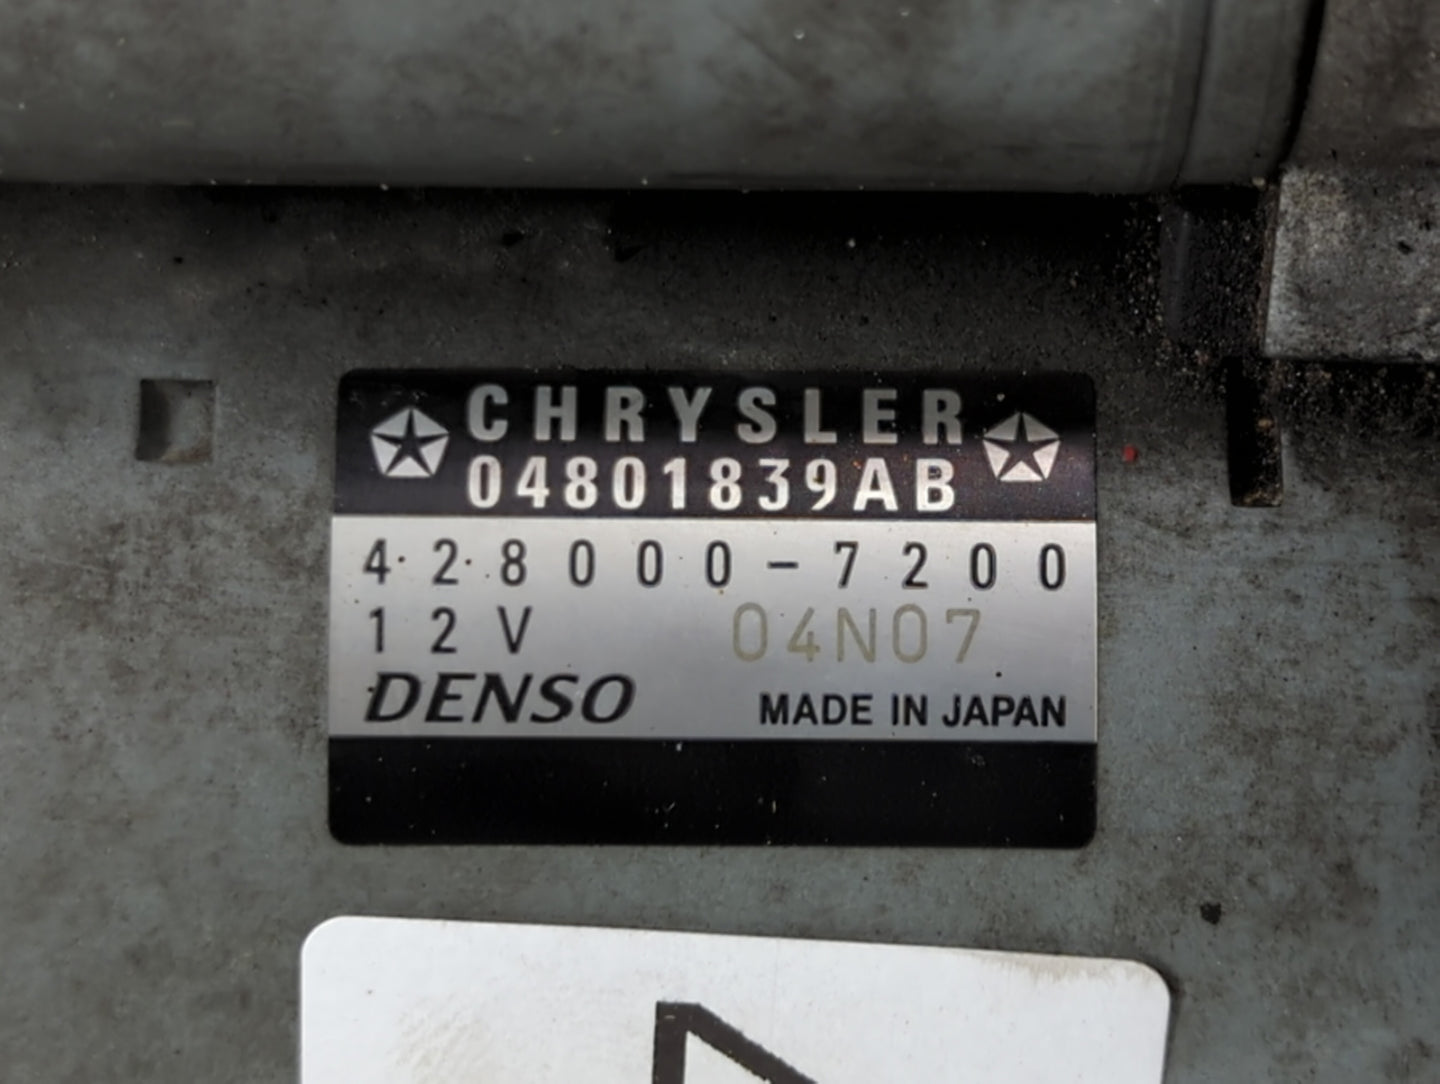 CHRYSLER
04801839AB
428000-7200
12V 04N07
DENSO MADE IN JAPAN